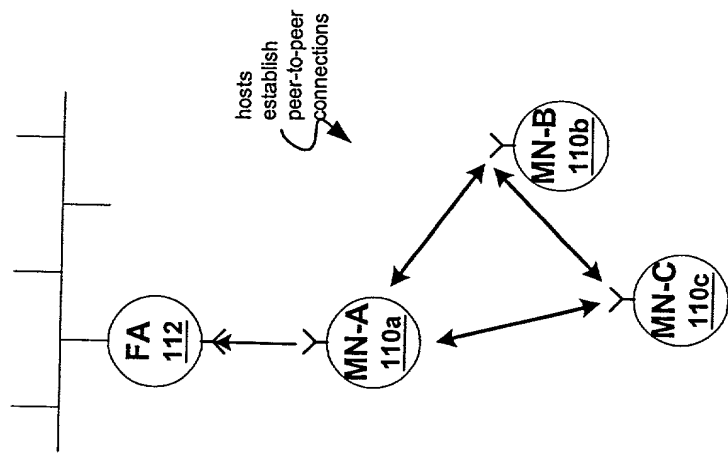 hosts
establish
peer-to-peer
connections
FA
112
MN-A
110a
MN-B
110b
MN-C
110c